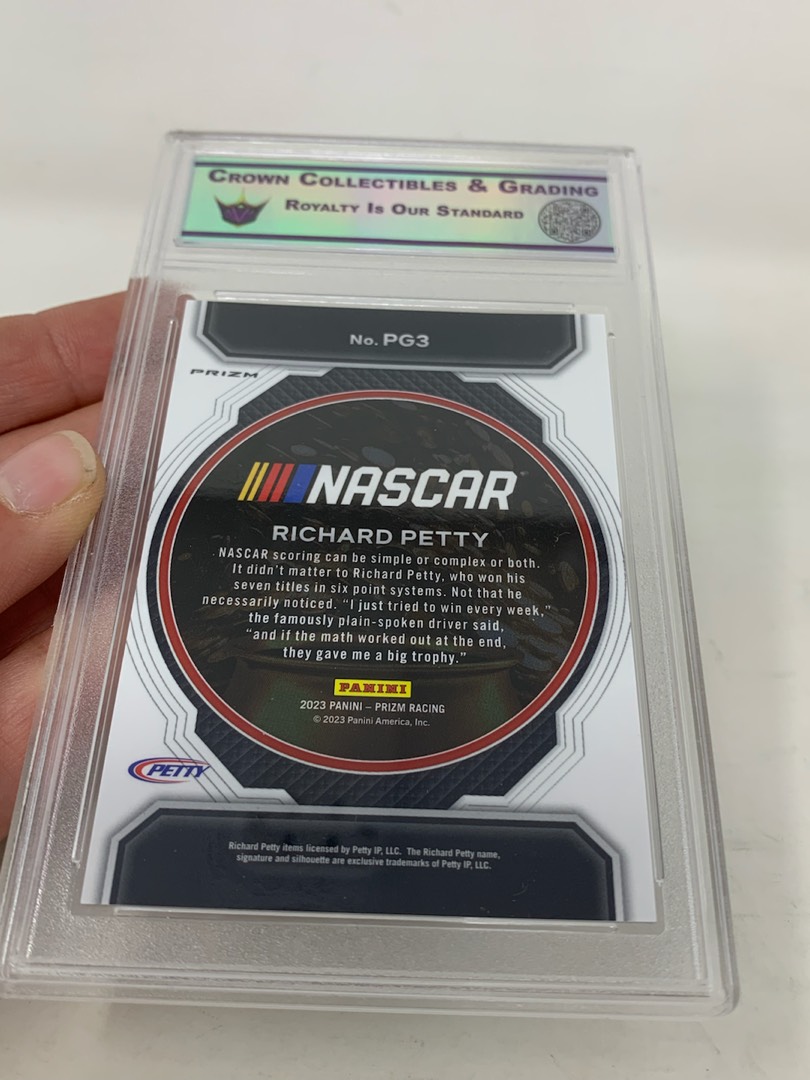 CROWN COLLECTIBLES & GRADING
ROYALTY IS OUR STANDARD
No. PG3
PRIZM
NASCAR
RICHARD PETTY
NASCAR scoring can be simple or complex or both.
It didn't matter to Richard Petty, who won his
seven titles in six point systems. Not that he
necessarily noticed. “I just tried to win every week,”
the famously plain-spoken driver said,
“and if the math worked out at the end,
they gave me a big trophy.”
PANINI
2023 PANINI – PRIZM RACING
© 2023 Panini America, Inc.
PETTY
Richard Petty items licensed by Petty IP, LLC. The Richard Petty name,
signature and silhouette are exclusive trademarks of Petty IP, LLC.